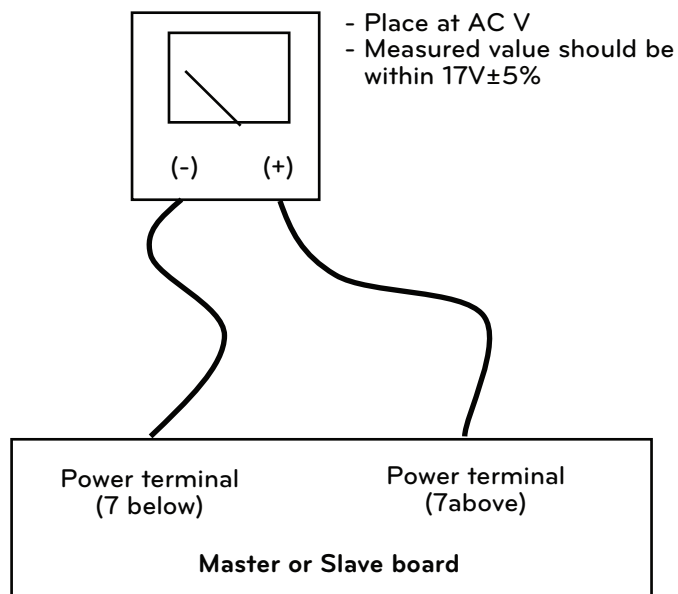 - Place at AC V
- Measured value should be
within 17V±5%
(-) (+)
Power terminal
(7 below)
Power terminal
(7above)
Master or Slave board